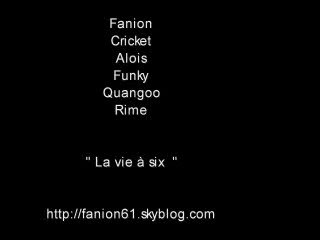 Fanion
Cricket
Alois
Funky
Quangoo
Rime
" La vie à six "
http://fanion61.skyblog.com